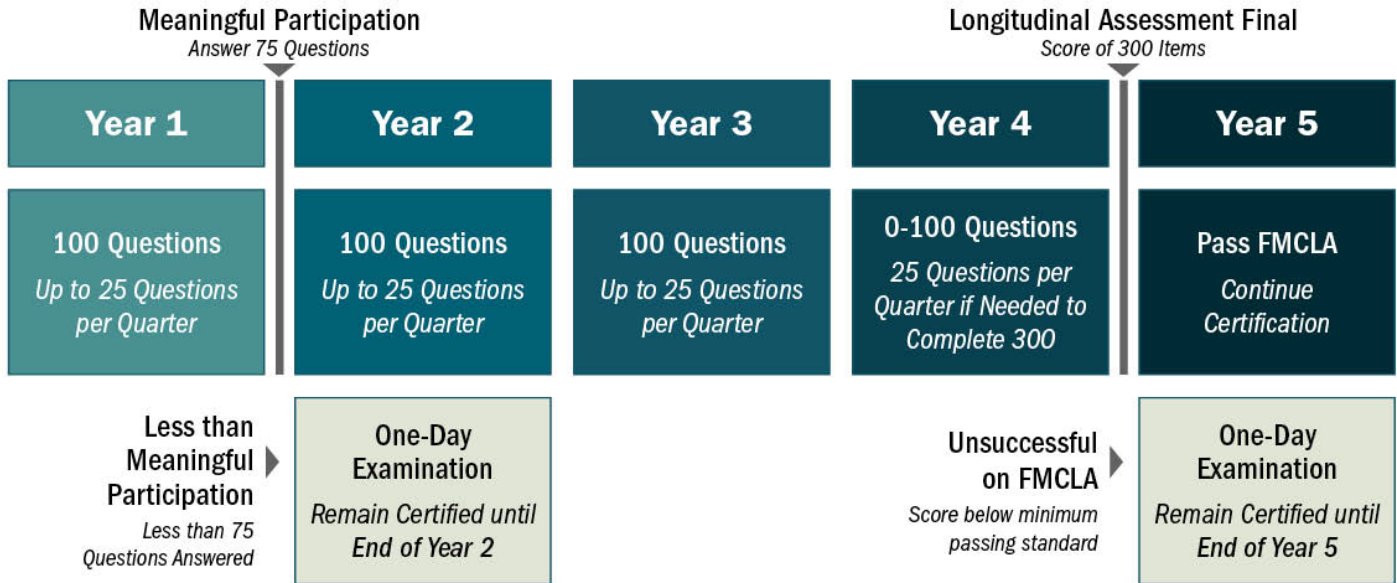 Meaningful Participation
Answer 75 Questions
Longitudinal Assessment Final
Score of 300 Items
Year 1
Year 2
Year 3
Year 4
Year 5
100 Questions
Up to 25 Questions
per Quarter
100 Questions
Up to 25 Questions
per Quarter
100 Questions
Up to 25 Questions
per Quarter
0-100 Questions
25 Questions per
Quarter if Needed to
Complete 300
Pass FMCLA
Continue
Certification
Less than
Meaningful
Participation
Less than 75
Questions Answered
One-Day
Examination
Remain Certified until
End of Year 2
Unsuccessful
on FMCLA
Score below minimum
passing standard
One-Day
Examination
Remain Certified until
End of Year 5